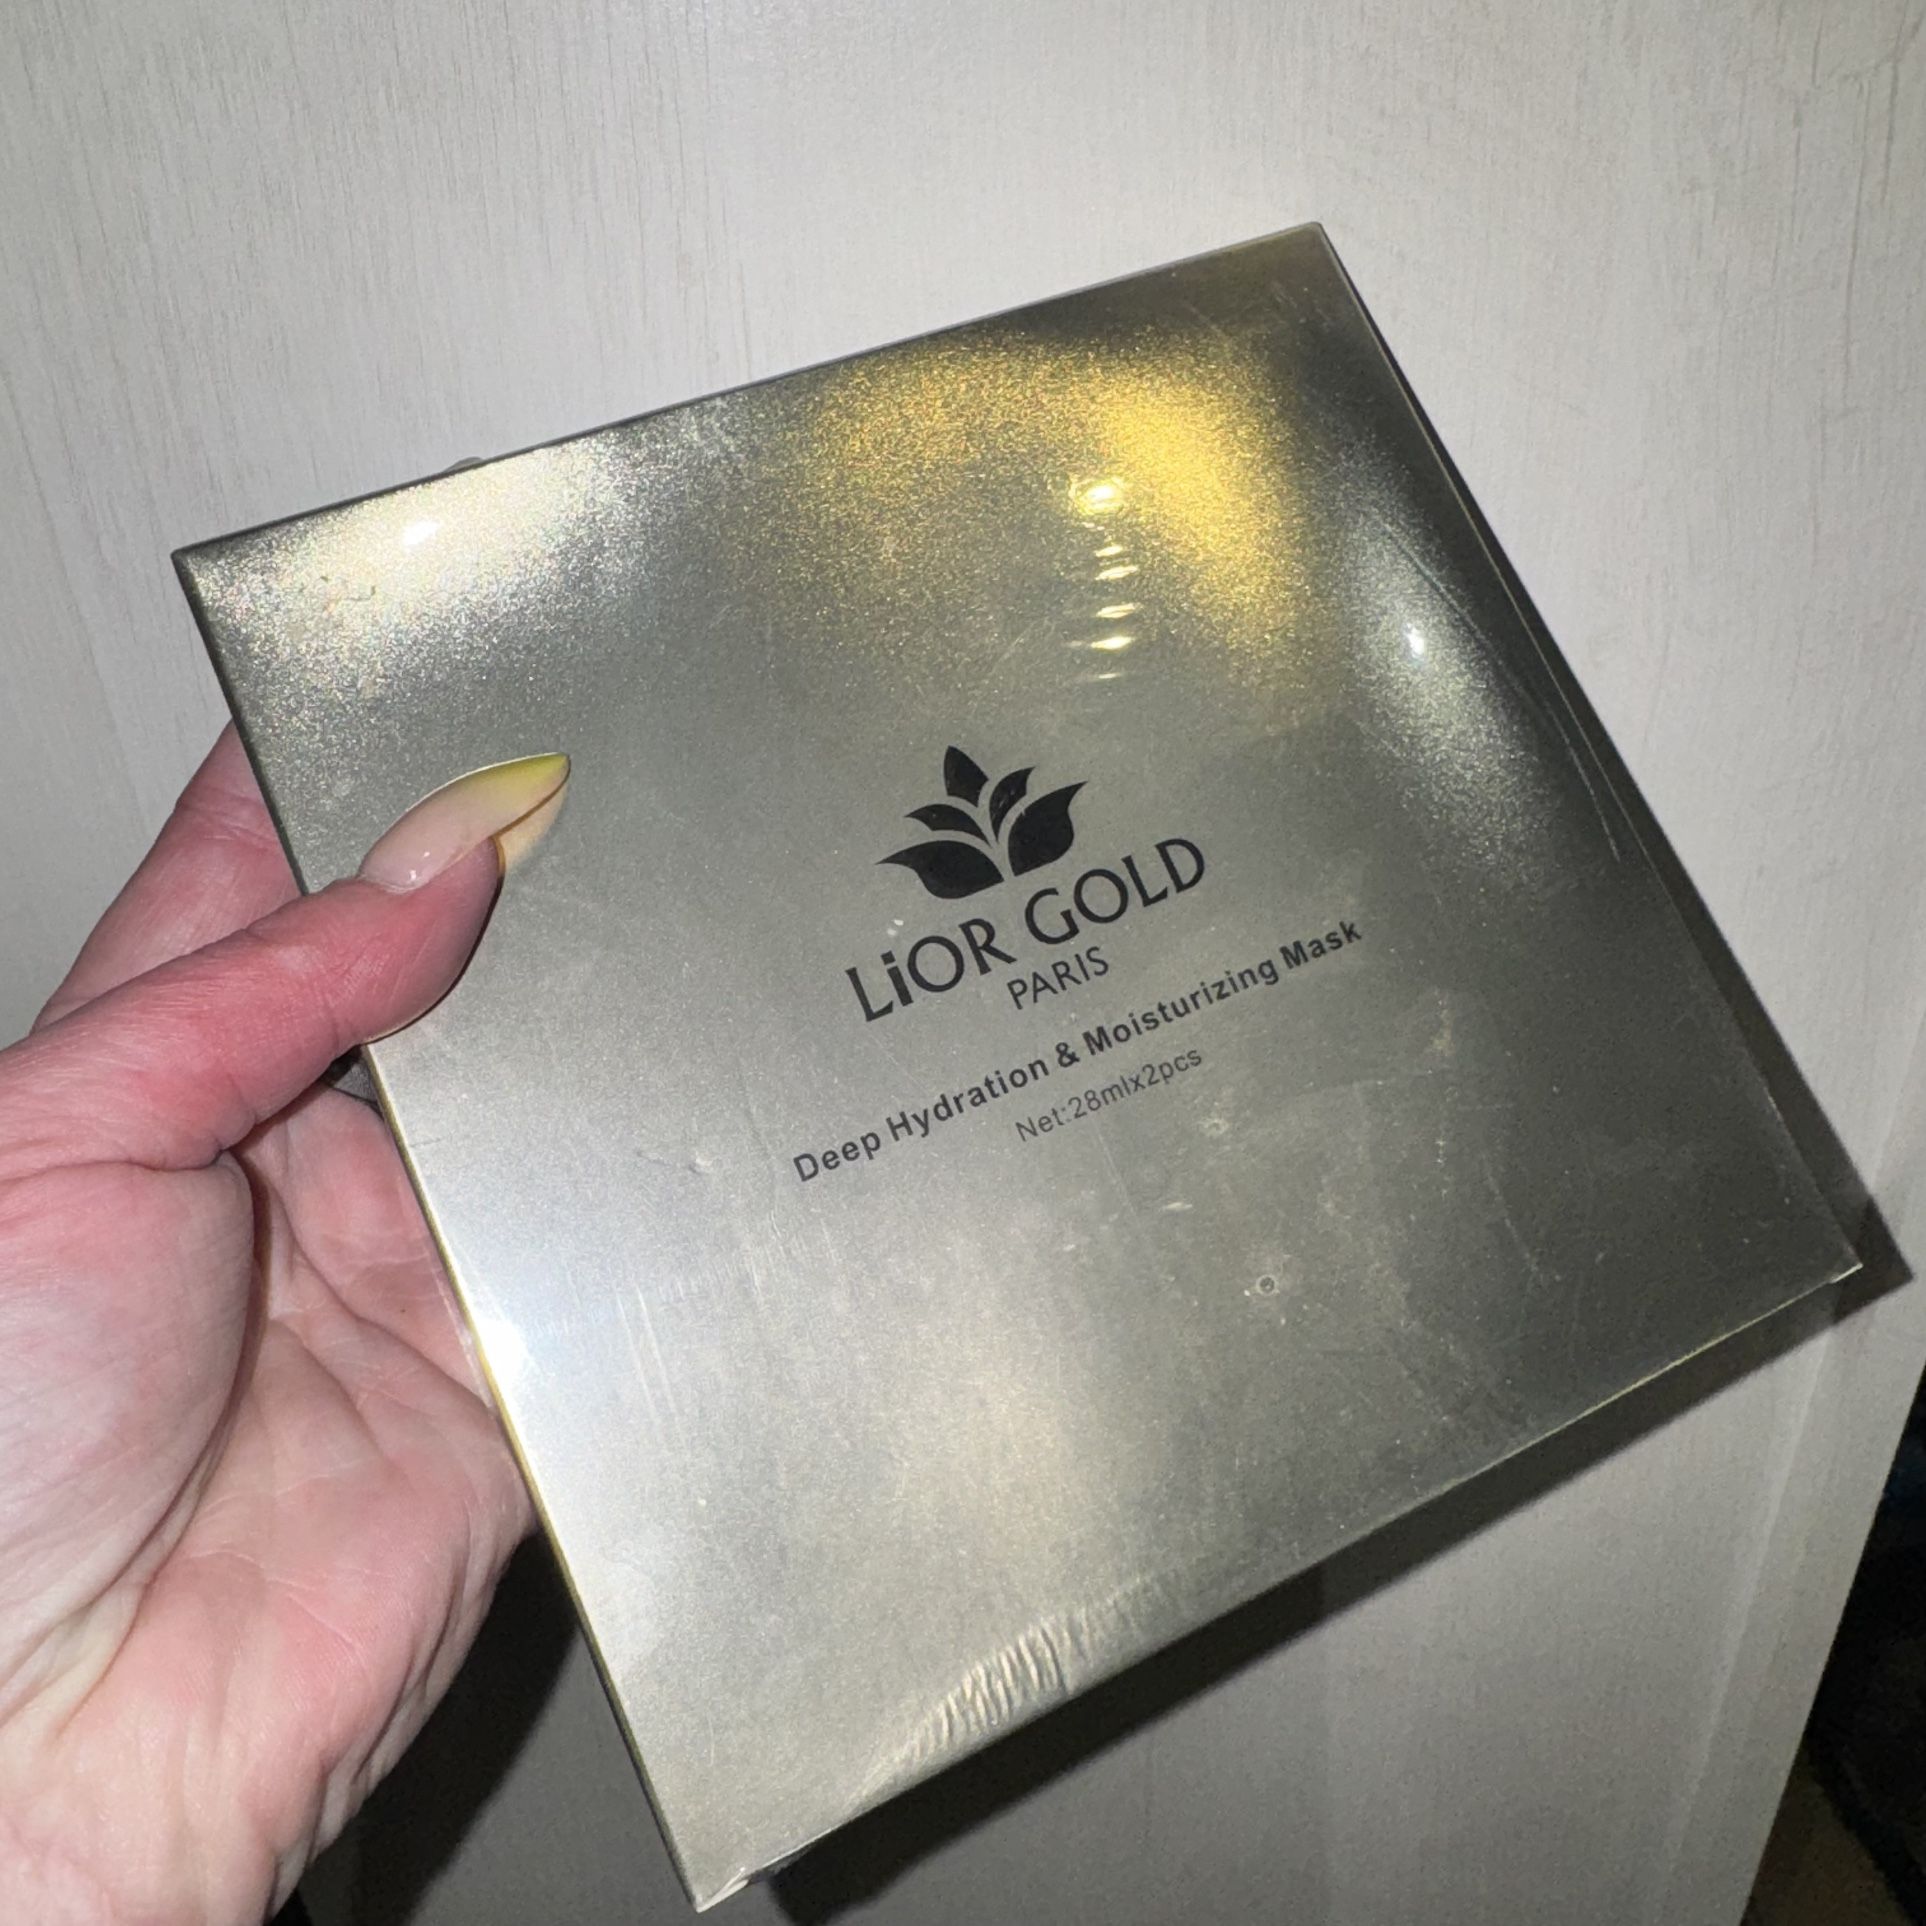 LiOR GOLD
PARIS
Deep Hydration & Moisturizing Mask
Net:28mlx2pcs